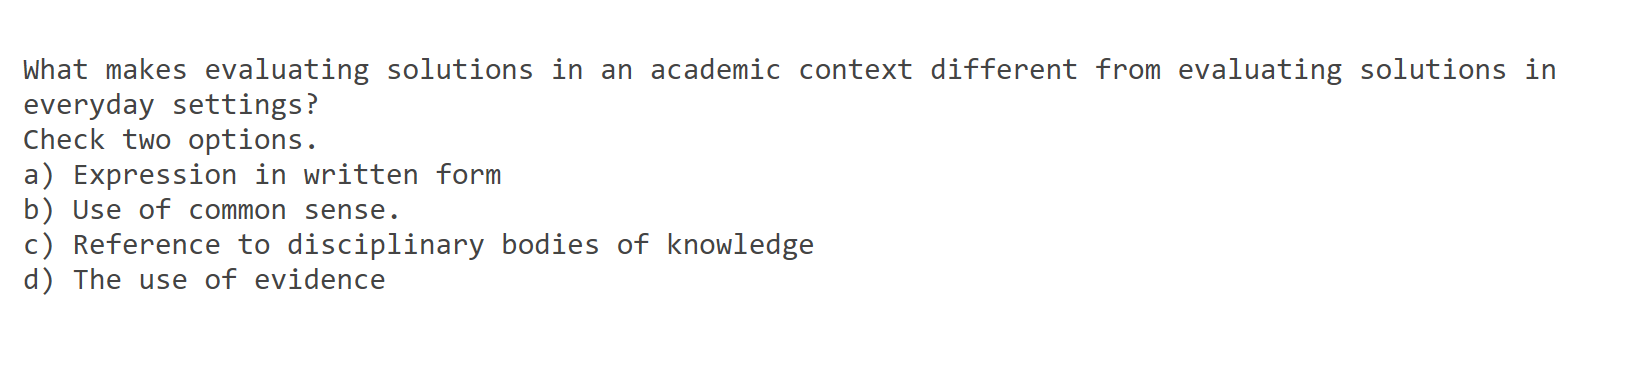 What makes evaluating solutions in an academic context different from evaluating solutions in
everyday settings?
Check two options.
a) Expression in written form
b) Use of common sense.
c) Reference to disciplinary bodies of knowledge
d) The use of evidence